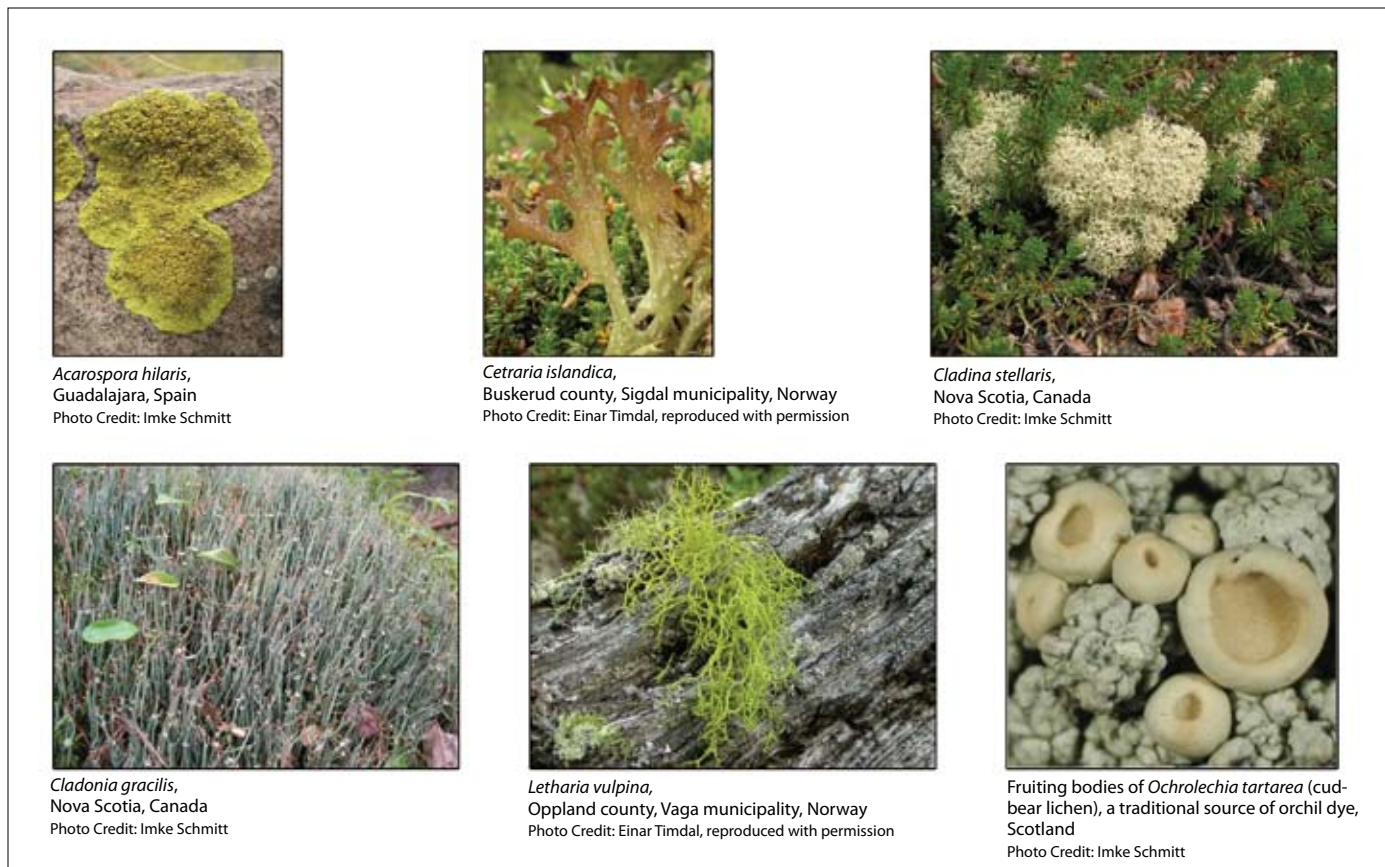 Acarospora hilaris,
Guadalajara, Spain
Photo Credit: Imke Schmitt
Cetraria islandica,
Buskerud county, Sigdal municipality, Norway
Photo Credit: Einar Timdal, reproduced with permission
Cladina stellaris,
Nova Scotia, Canada
Photo Credit: Imke Schmitt
Cladonia gracilis,
Nova Scotia, Canada
Photo Credit: Imke Schmitt
Letharia vulpina,
Oppland county, Vaga municipality, Norway
Photo Credit: Einar Timdal, reproduced with permission
Fruiting bodies of Ochrolechia tartarea (cud-
bear lichen), a traditional source of orchil dye,
Scotland
Photo Credit: Imke Schmitt